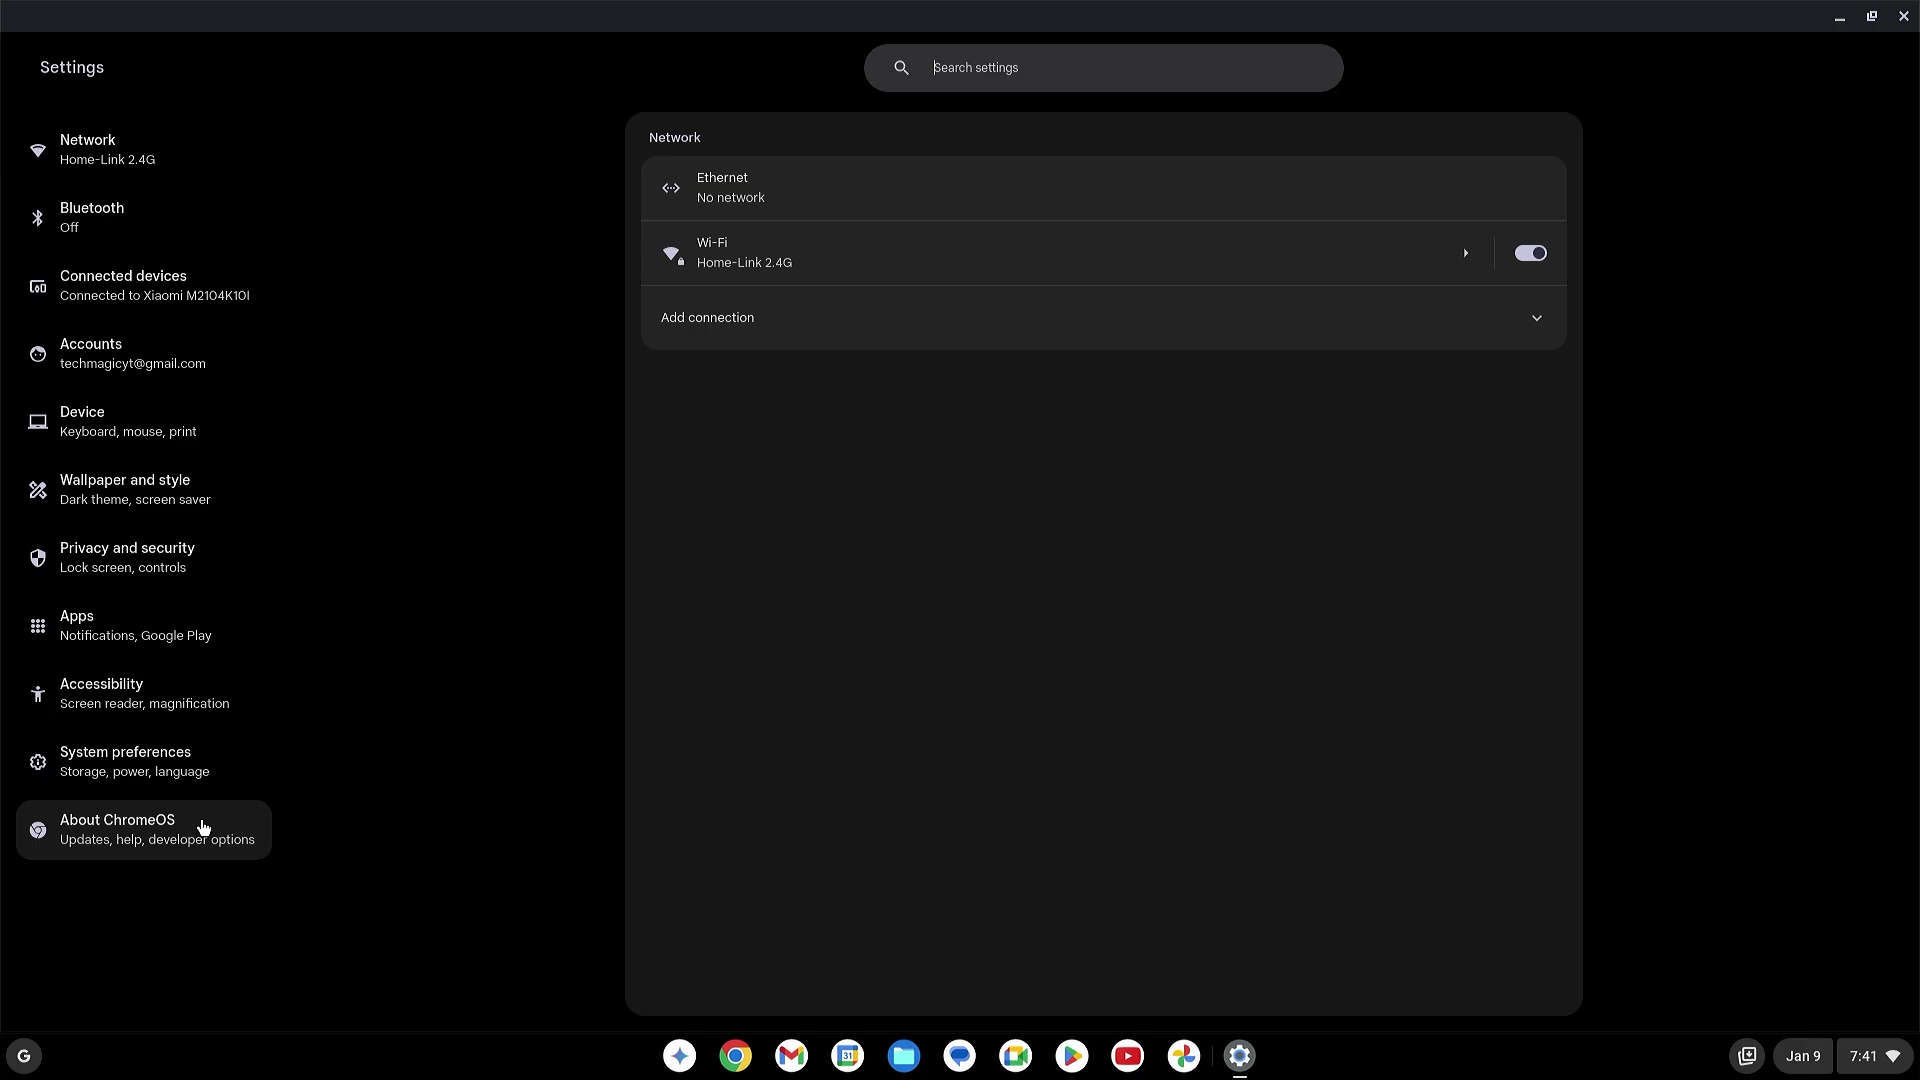 Settings
Search settings
Network
Home-Link 2.4G
Bluetooth
Off
Connected devices
Connected to Xiaomi M2104K10I
Accounts
techmagicyt@gmail.com
Device
Keyboard, mouse, print
Wallpaper and style
Dark theme, screen saver
Privacy and security
Lock screen, controls
Apps
Notifications, Google Play
Accessibility
Screen reader, magnification
System preferences
Storage, power, language
About ChromeOS
Updates, help, developer options
Network
Ethernet
No network
Wi-Fi
Home-Link 2.4G
Add connection
G
31
Jan 9
7:41